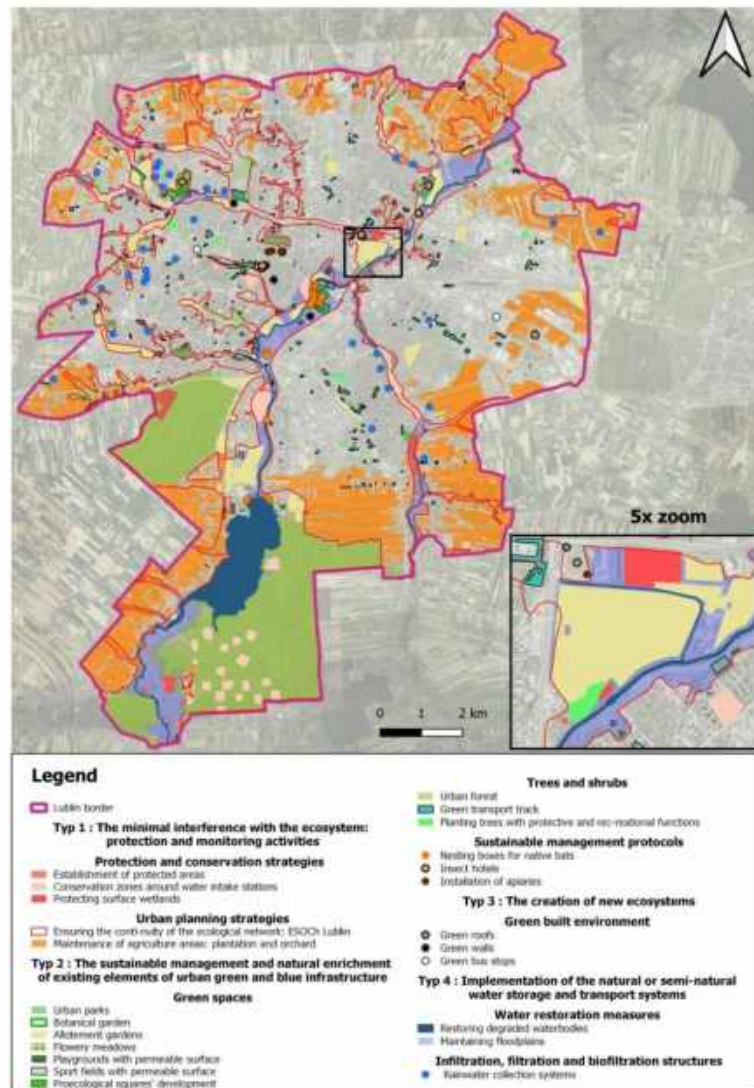 5x zoom
0 1 2 km
Legend
Lublin border
Typ 1 : The minimal interference with the ecosystem:
protection and monitoring activities
Protection and conservation strategies
Establishment of protected areas
Conservation zones around water intake stations
Protecting surface wetlands
Urban planning strategies
Ensuring the conti-nuity of the ecological network: ESOCh Lublin
Maintenance of agriculture areas: plantation and orchard
Typ 2 : The sustainable management and natural enrichment
of existing elements of urban green and blue infrastructure
Green spaces
Urban parks
Botanical garden
Allotement gardens
Flowery meadows
Playgrounds with permeable surface
Sport fields with permeable surface
Proecological squares' development
Trees and shrubs
Urban forest
Green transport track
Planting trees with protective and rec-reational functions
Sustainable management protocols
Nesting boxes for native bats
Insect hotels
Installation of apiaries
Typ 3 : The creation of new ecosystems
Green built environment
Green roofs
Green walls
Green bus stops
Typ 4 : Implementation of the natural or semi-natural
water storage and transport systems
Water restoration measures
Restoring degraded waterbodies
Maintaining floodplains
Infiltration, filtration and biofiltration structures
Rainwater collection systems